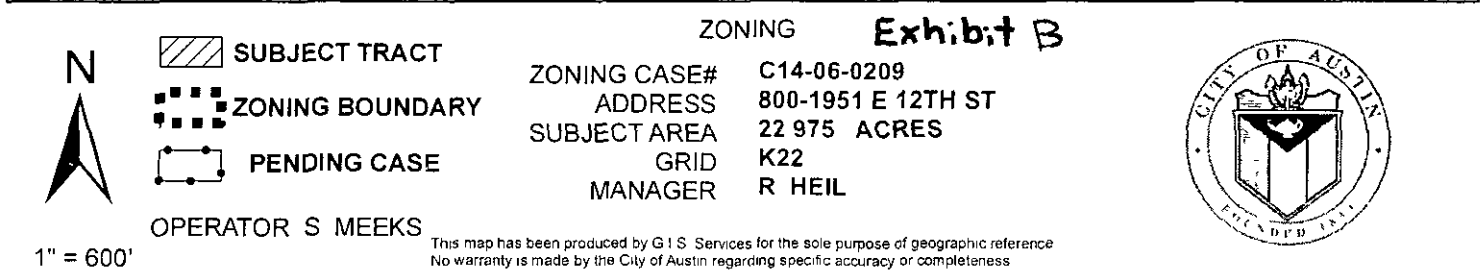 ZONING Exhibit B
N
SUBJECT TRACT
ZONING BOUNDARY
PENDING CASE
OPERATOR S MEEKS
1" = 600'
ZONING CASE# C14-06-0209
ADDRESS 800-1951 E 12TH ST
SUBJECT AREA 22 975 ACRES
GRID K22
MANAGER R HEIL
This map has been produced by G I S Services for the sole purpose of geographic reference
No warranty is made by the City of Austin regarding specific accuracy or completeness
CITY OF AUSTIN
FOUNDED